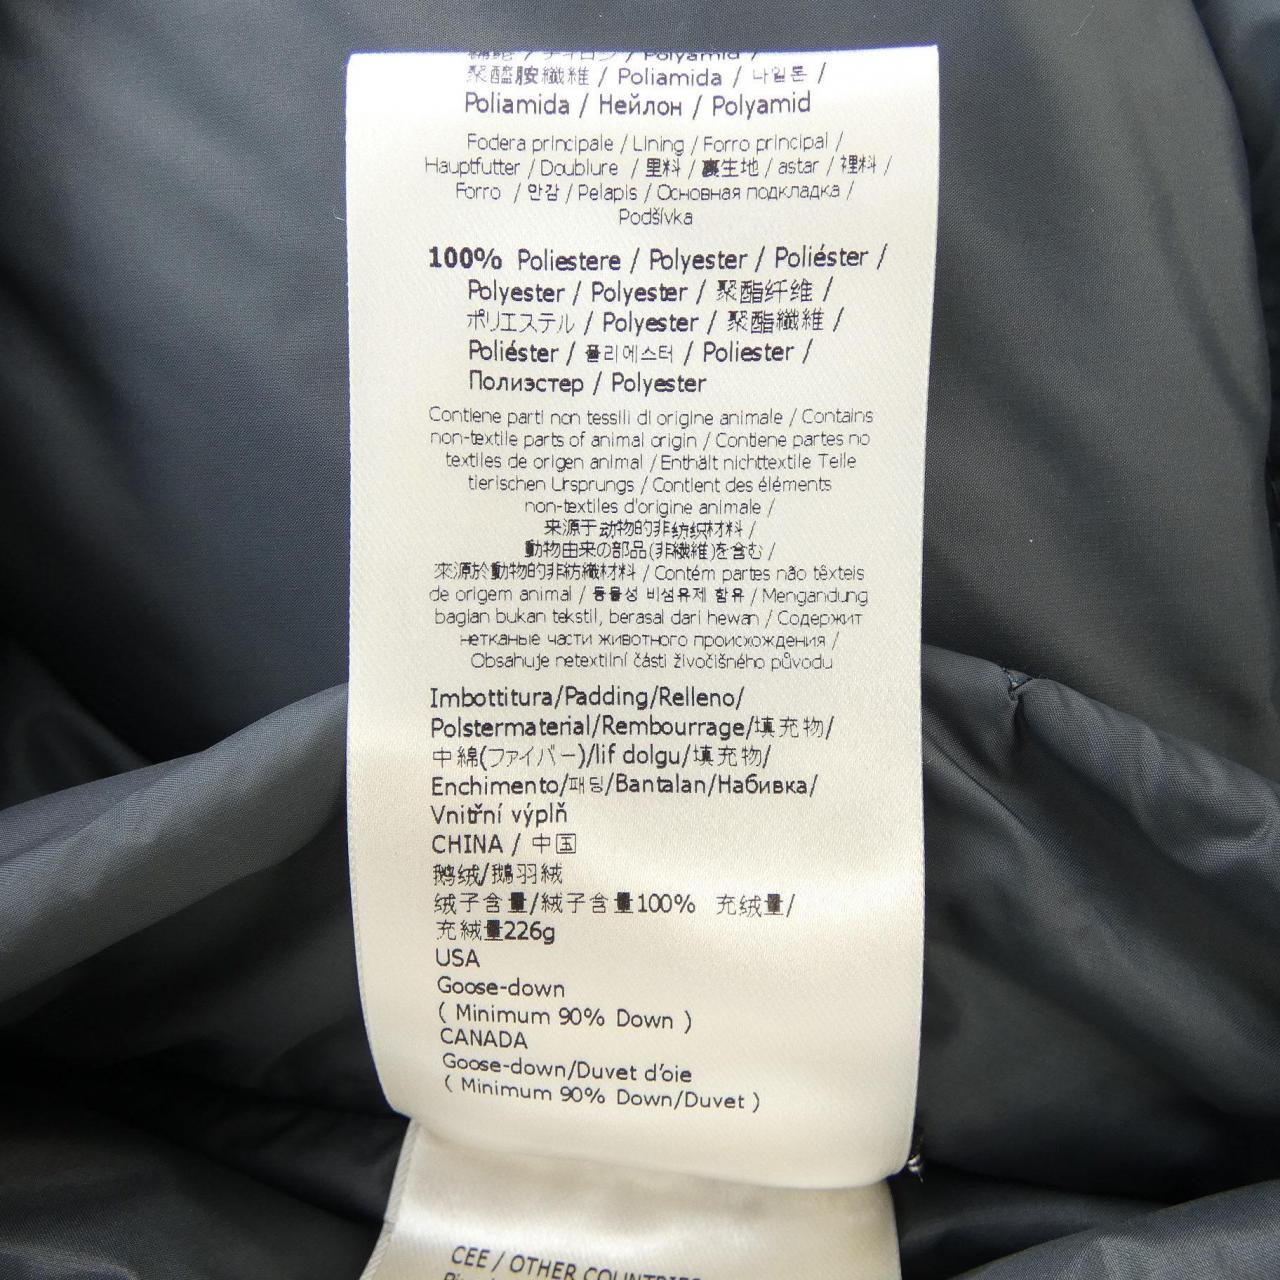 Polyamid /
聚醯胺纖維 / Poliamida / 나일론 /
Poliamida / Нейлон / Polyamid
Fodera principale / Lining / Forro principal /
Hauptfutter / Doublure / 里料 / 裏生地 / astar / 裡料 /
Forro / 안감 / Pelapis / Основная подкладка /
Podšívka
100% Poliestere / Polyester / Poliéster /
Polyester / Polyester / 聚酯纤维 /
ポリエステル / Polyester / 聚酯纖維 /
Poliéster / 폴리에스터 / Poliester /
Полиэстер / Polyester
Contiene parti non tessili di origine animale / Contains
non-textile parts of animal origin / Contiene partes no
textiles de origen animal / Enthält nichttextile Teile
tierischen Ursprungs / Contient des éléments
non-textiles d'origine animale /
来源于动物的非纺织材料 /
動物由来の部品(非繊維)を含む /
來源於動物的非紡織材料 / Contém partes não têxteis
de origem animal / 동물성 비섬유제 함유 / Mengandung
bagian bukan tekstil, berasal dari hewan / Содержит
нетканые части животного происхождения /
Obsahuje netextilní části živočišného původu
Imbottitura/Padding/Relleno/
Polstermaterial/Rembourrage/填充物/
中綿(ファイバー)/lif dolgu/填充物/
Enchimento/패딩/Bantalan/Набивка/
Vnitřní výplň
CHINA / 中国
鹅绒/鵝羽絨
绒子含量/絨子含量100% 充绒量/
充絨量226g
USA
Goose-down
( Minimum 90% Down )
CANADA
Goose-down/Duvet d'oie
( Minimum 90% Down/Duvet )
CEE / OTHER COUNTRIES